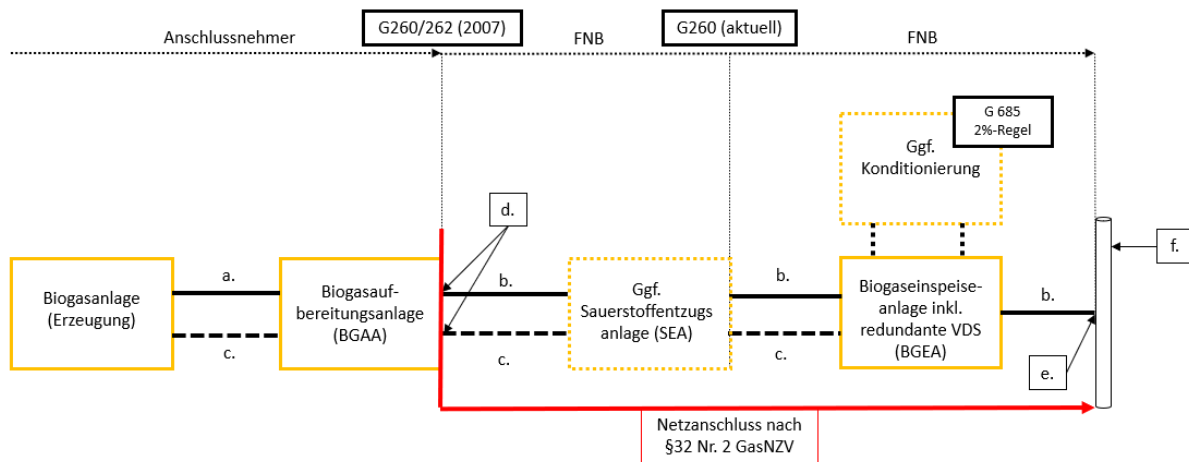 Anschlussnehmer
G260/262 (2007)
FNB
G260 (aktuell)
FNB
G 685
2%-Regel
Ggf.
Konditionierung
d.
f.
a.
b.
b.
b.
Biogasanlage
(Erzeugung)
Biogasauf-
bereitungsanlage
(BGAA)
Ggf.
Sauerstoffentzugs
anlage (SEA)
Biogaseinspeise-
anlage inkl.
redundante VDS
(BGEA)
c.
c.
c.
e.
Netzanschluss nach
§32 Nr. 2 GasNZV